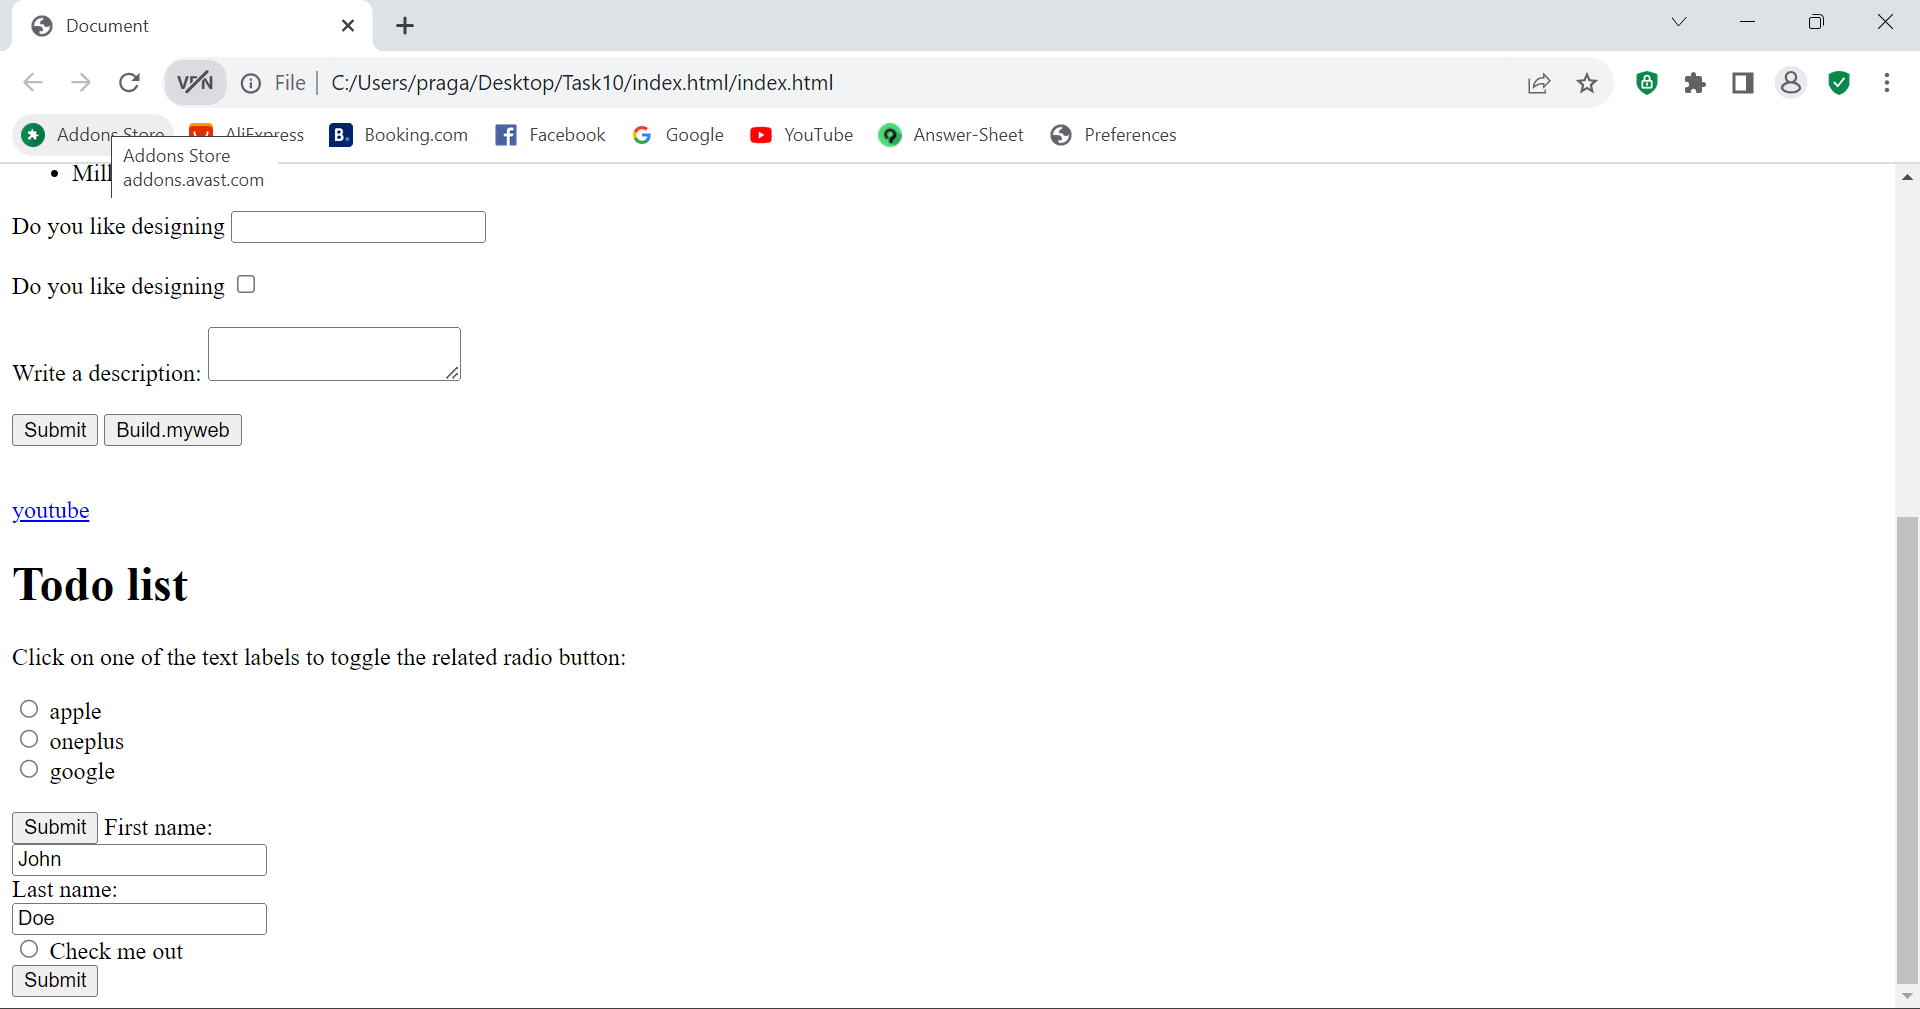 Document
VPN File C:/Users/praga/Desktop/Task10/index.html/index.html
Addons Store AliExpress Booking.com Facebook Google YouTube Answer-Sheet Preferences
Addons Store
addons.avast.com
Do you like designing
Do you like designing
Write a description:
Submit Build.myweb
youtube
Todo list
Click on one of the text labels to toggle the related radio button:
apple
oneplus
google
Submit First name:
John
Last name:
Doe
Check me out
Submit